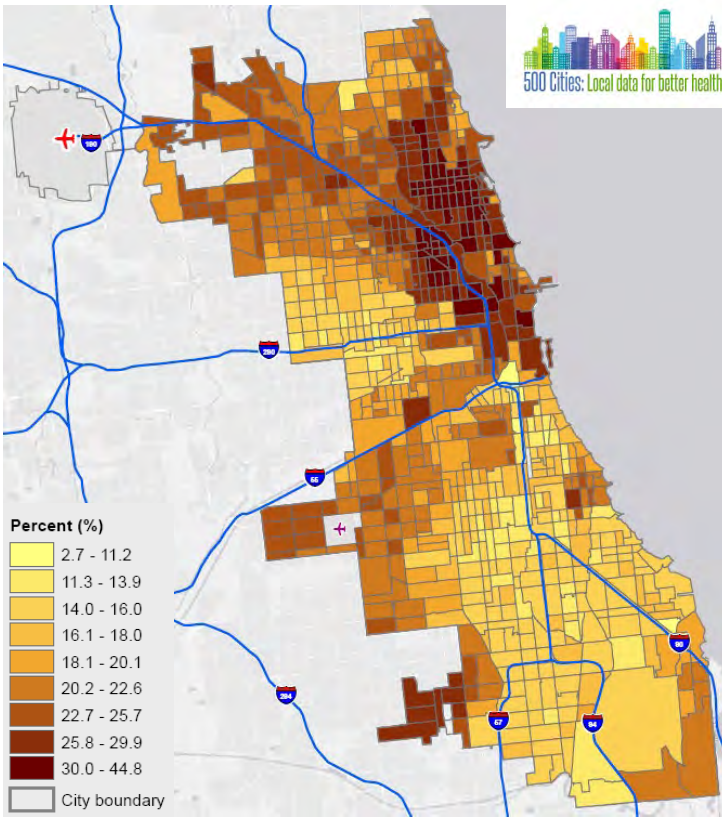 500 Cities: Local data for better health
190
290
55
Percent (%)
2.7 - 11.2
11.3 - 13.9
14.0 - 16.0
16.1 - 18.0
18.1 - 20.1
20.2 - 22.6
22.7 - 25.7
25.8 - 29.9
30.0 - 44.8
City boundary
90
294
57
94